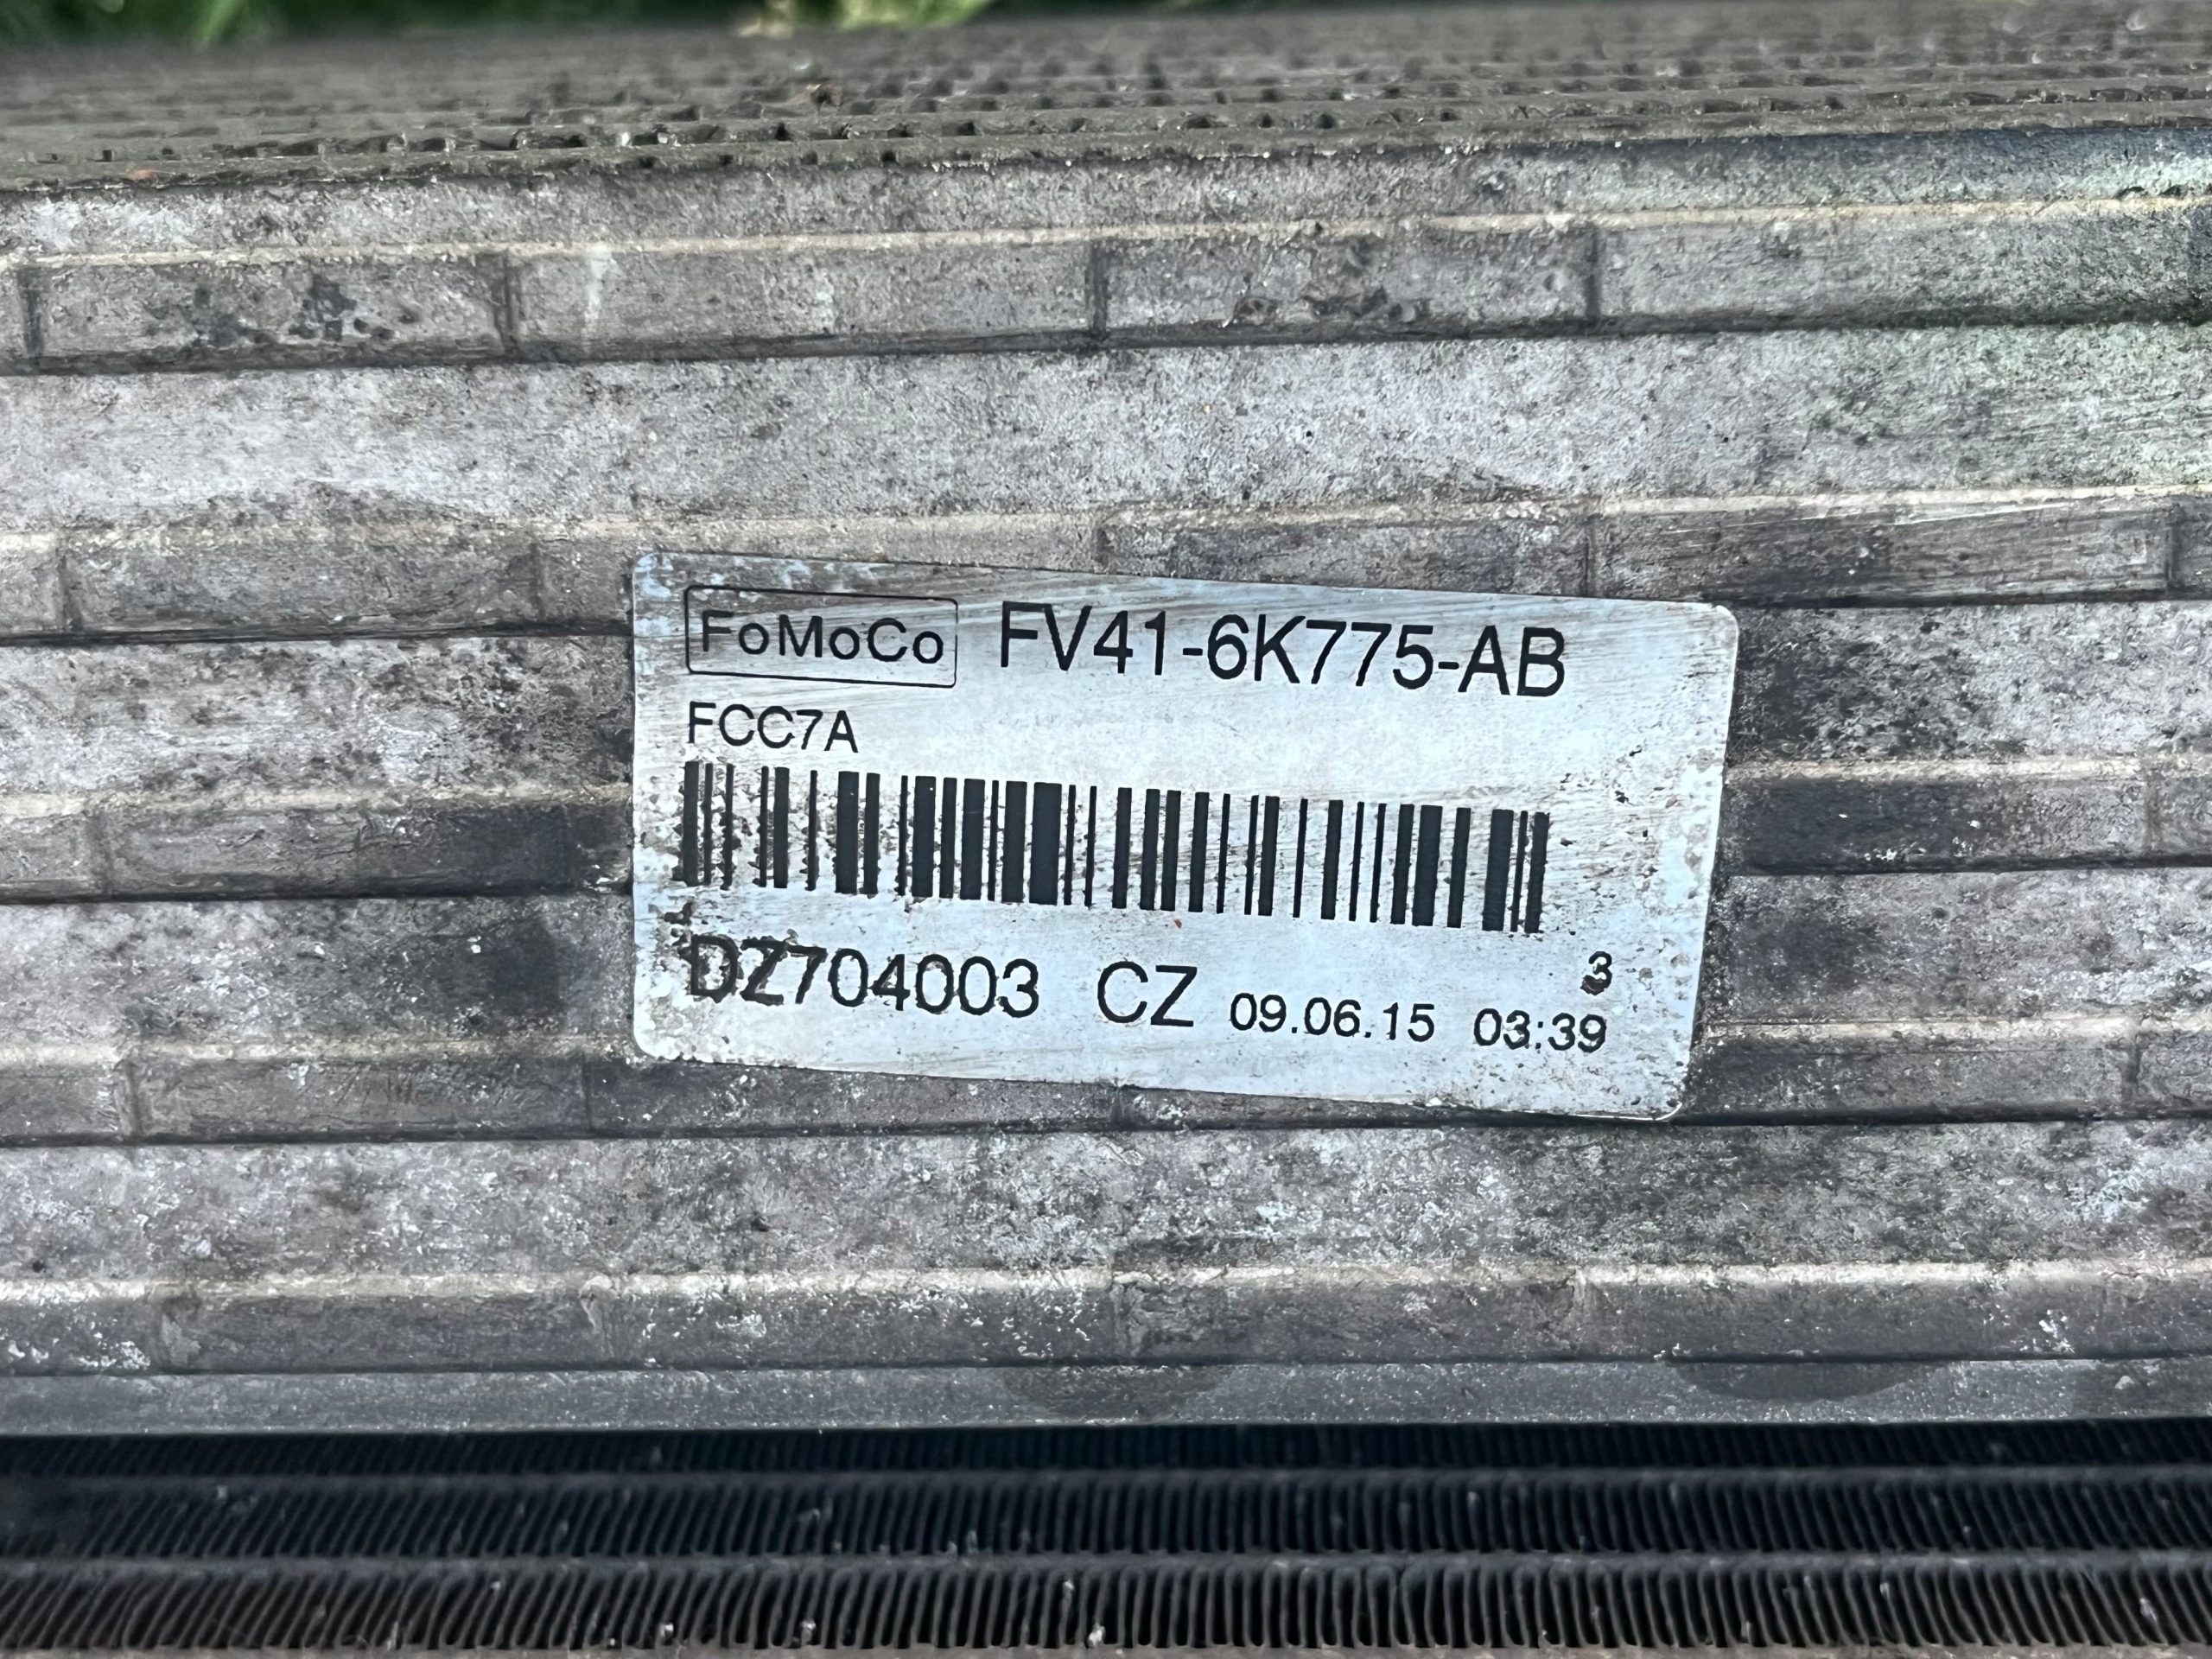 FoMoCo FV41-6K775-AB
FCC7A
3
DZ704003 CZ 09.06.15 03:39